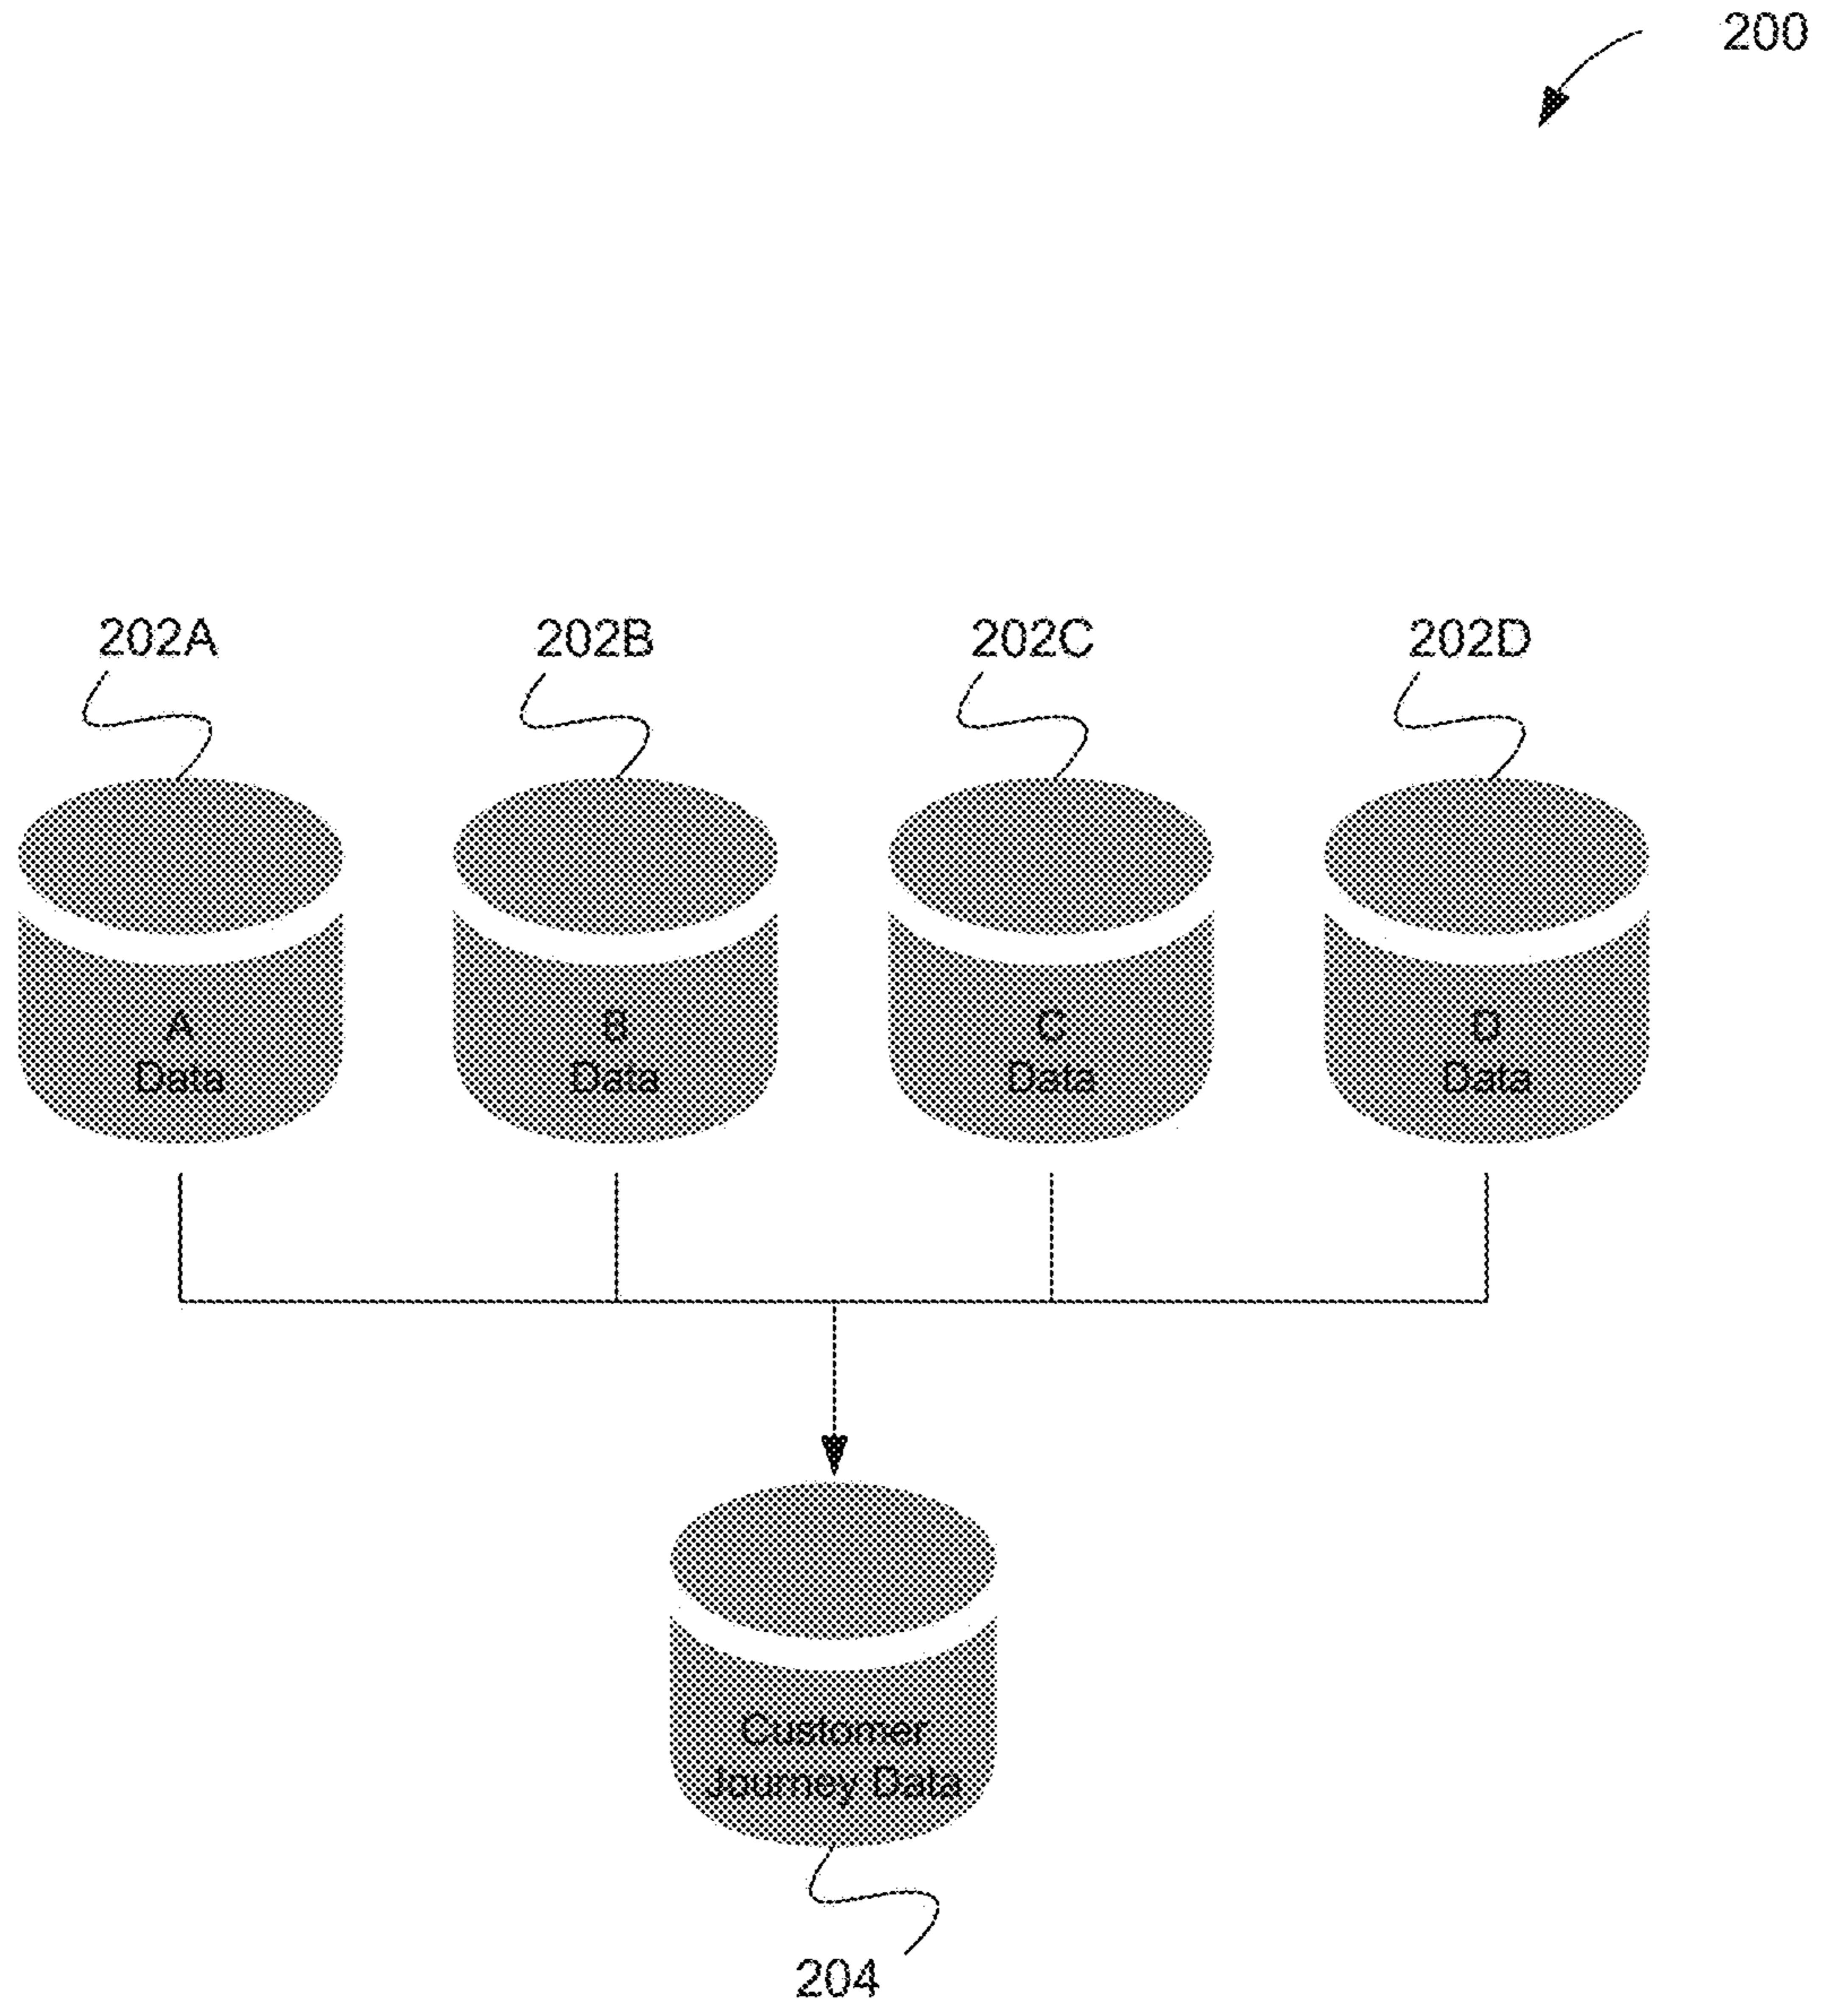 200
202A 202B 202C 202D
A B C D
Data Data Data Data
Customer
Journey Data
204